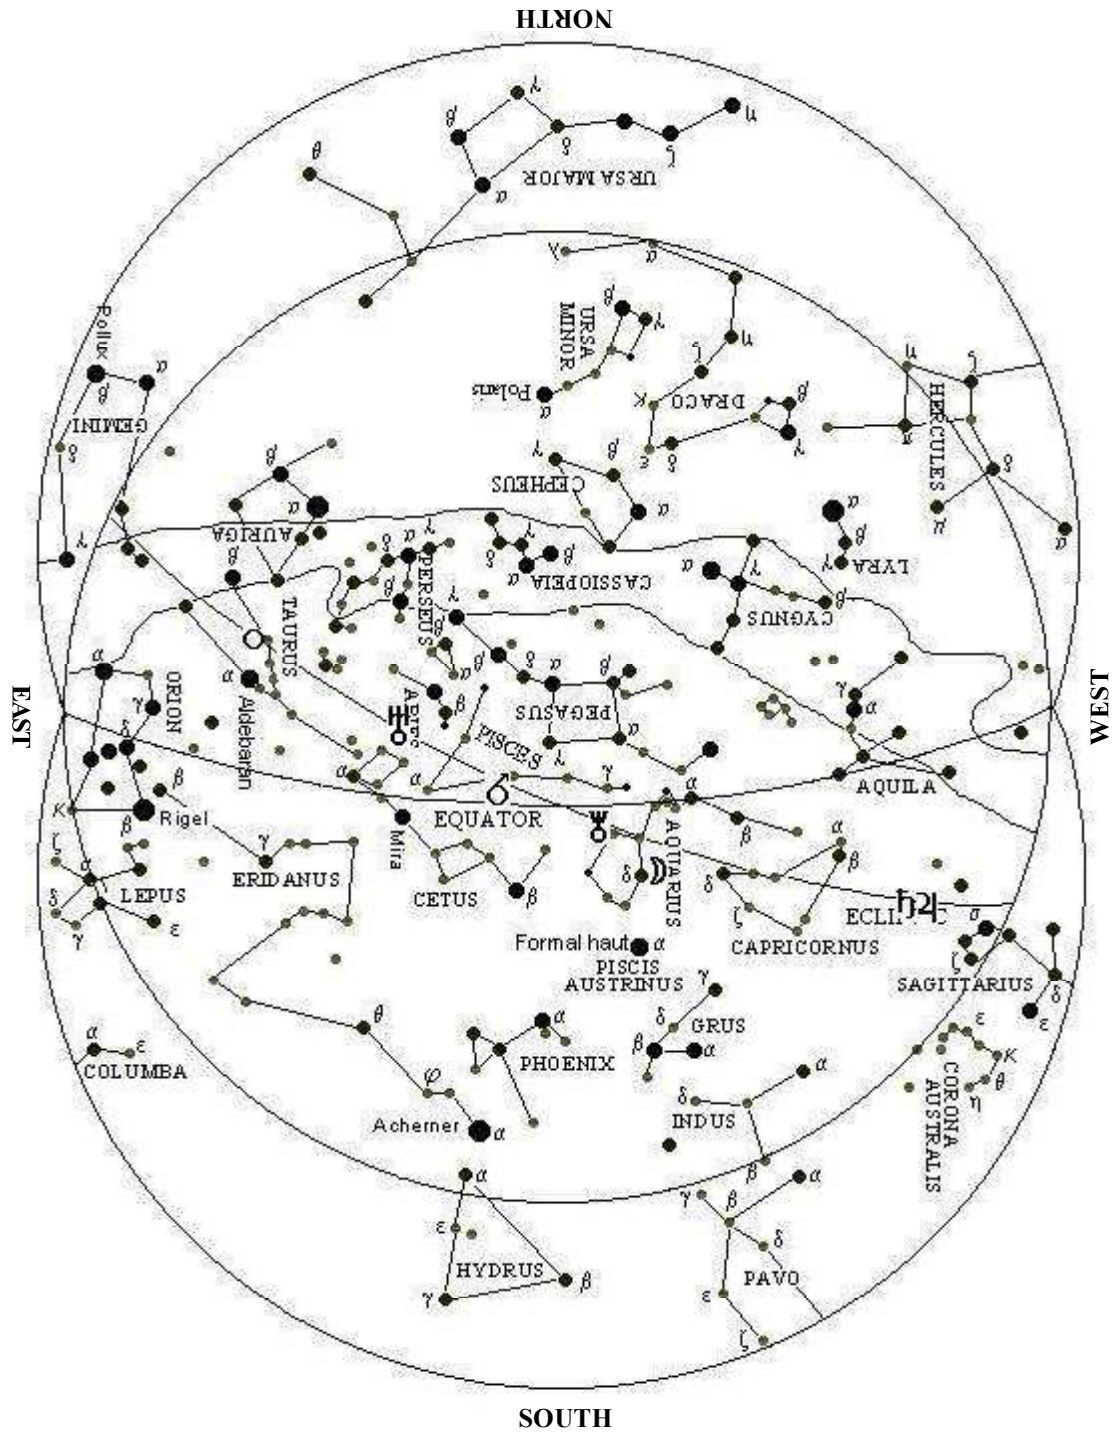 NORTH
γ
β
μ
δ
ζ
θ
URSA MAJOR
α
λ
α
β
γ
URSA
MINOR
μ
ζ
Pollux
α
β
Polaris
α
κ
DRACO
β
γ
ε
δ
μ
ζ
HERCULES
π
δ
μ
α
GEMINI
δ
γ
β
α
AURIGA
γ
β
CEPHEUS
α
α
β
γ
LYRA
β
TAURUS
δ
α
γ
PERSEUS
β
δ
γ
α
β
CASSIOPEIA
α
γ
CYGNUS
β
γ
β
α
β
α
β
PEGASUS
γ
α
α
ORION
γ
δ
EAST
WEST
α
Aldebaran
β
PISCES
γ
γ
α
AQUILA
κ
β
Rigel
β
α
Mira
EQUATOR
AQUARIUS
β
α
β
ζ
σ
LEPUS
δ
γ
ε
γ
ERIDANUS
CETUS
β
δ
δ
ζ
CAPRICORNUS
Formal haut
α
PISCIS
AUSTRINUS
σ
ζ
SAGITTARIUS
δ
ε
α
ε
COLUMBA
θ
φ
Acherner
α
α
PHOENIX
γ
δ
GRUS
β
α
δ
INDUS
α
β
ε
κ
θ
η
CORONA
AUSTRALIS
α
ε
HYDRUS
γ
β
γ
β
α
δ
PAVO
ε
ζ
SOUTH